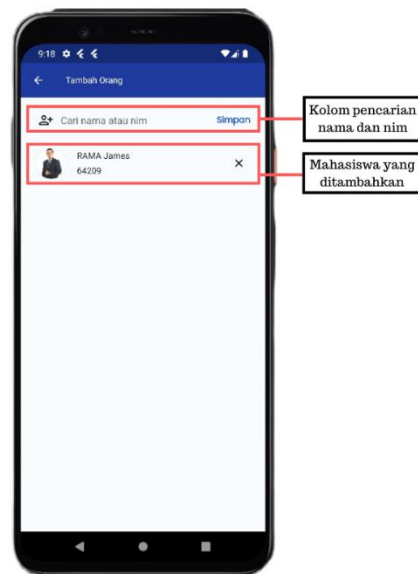 9:18
Tambah Orang
Cari nama atau nim Simpan
RAMA James
64209
Kolom pencarian
nama dan nim
Mahasiswa yang
ditambahkan